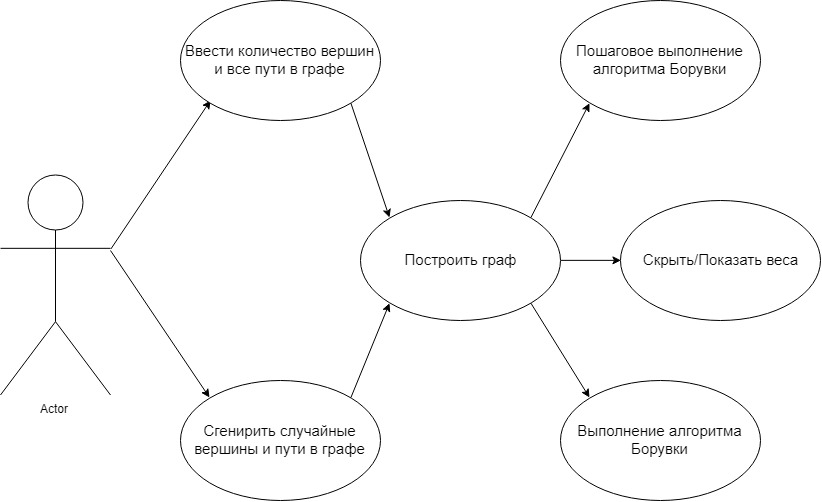 Ввести количество вершин
и все пути в графе
Пошаговое выполнение
алгоритма Борувки
Построить граф
Скрыть/Показать веса
Actor
Сгенирить случайные
вершины и пути в графе
Выполнение алгоритма
Борувки